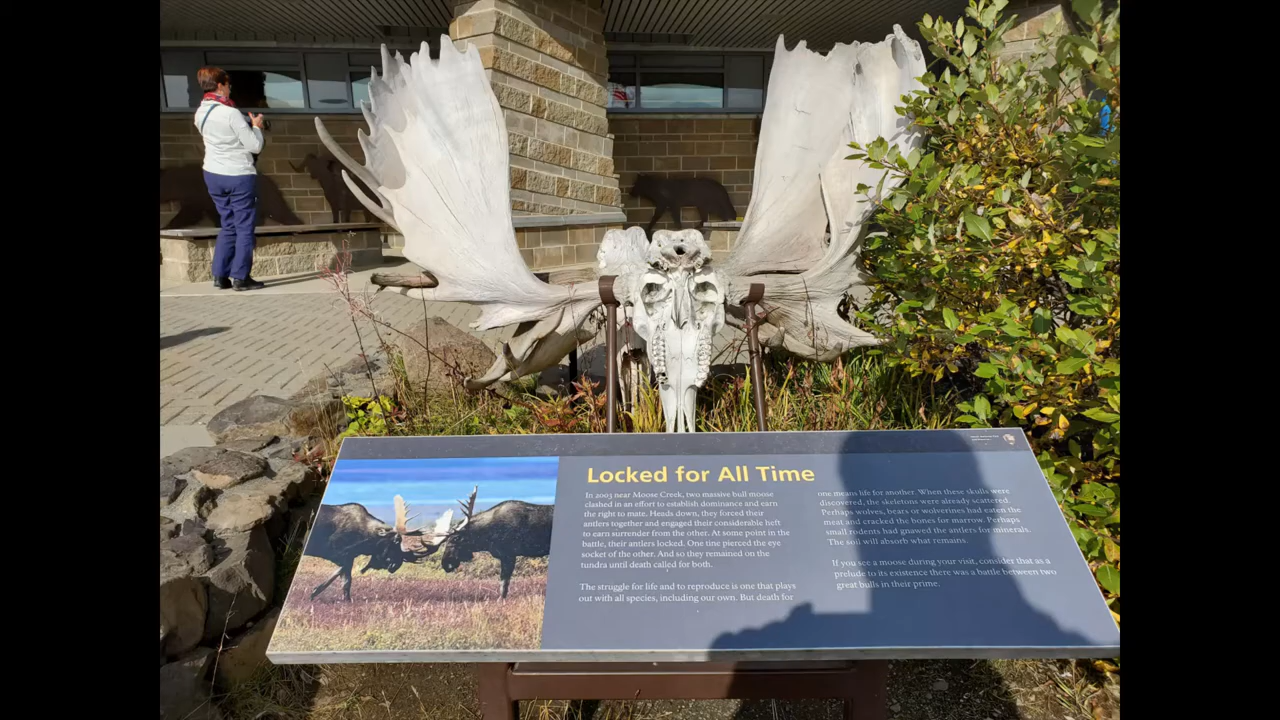 Locked for All Time
In 2003 near Moose Creek, two massive bull moose
clashed in an effort to establish dominance and earn
the right to mate. Heads down, they forced their
antlers together and engaged their considerable heft
to earn surrender from the other. At some point in the
battle, their antlers locked. One tine pierced the eye
socket of the other. And so they remained on the
tundra until death called for both.
The struggle for life and to reproduce is one that plays
out with all species, including our own. But death for
one means life for another. When these skulls were
discovered, the skeletons were already scattered.
Perhaps wolves, bears or wolverines had eaten the
meat and cracked the bones for marrow. Perhaps
small rodents had gnawed the antlers for minerals.
The soil will absorb what remains.
If you see a moose during your visit, consider that as a
prelude to its existence there was a battle between two
great bulls in their prime.